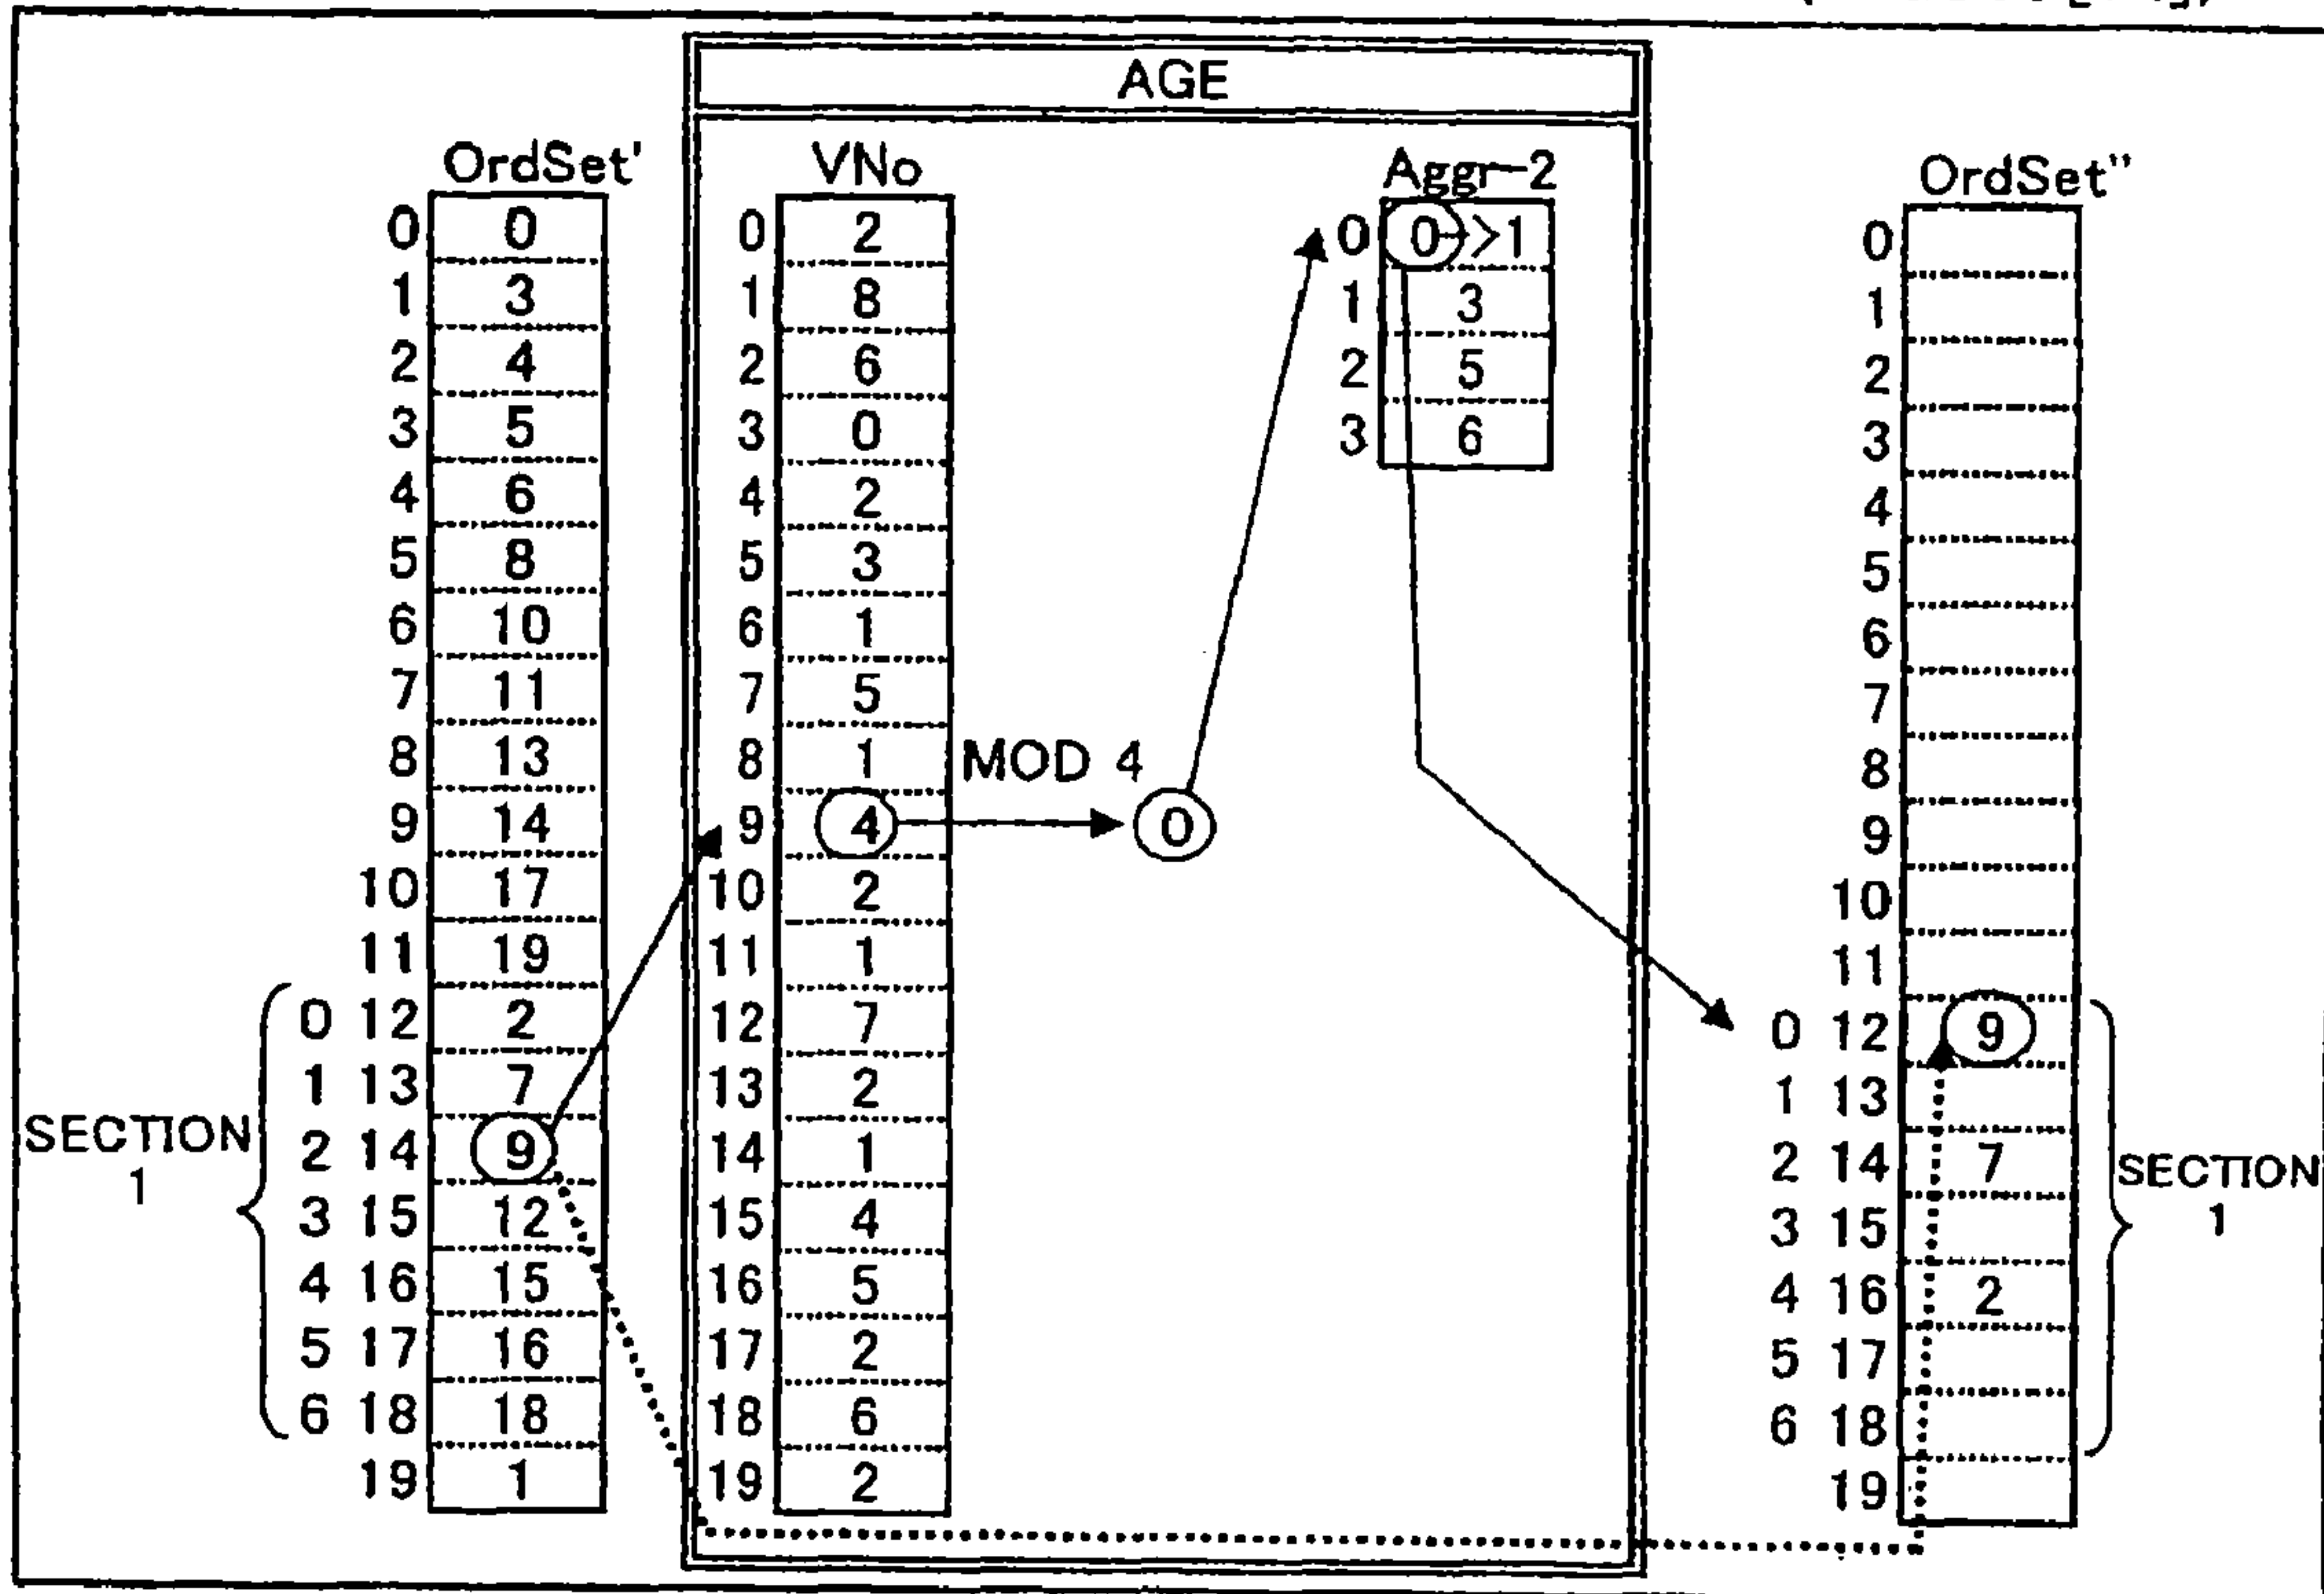 AGE
OrdSet' VNo Aggr-2 OrdSet"
0 0 0 2 0 0->1 0
1 3 1 8 1 3 1
2 4 2 6 2 5 2
3 5 3 0 3 6 3
4 6 4 2 4
5 8 5 3 5
6 10 6 1 6
7 11 7 5 7
8 13 8 1 MOD 4 8
9 14 9 4 0 9
10 17 10 2 10
11 19 11 1 11
0 12 2 12 7 0 12 9
1 13 7 13 2 1 13
SECTION 1 2 14 9 14 1 2 14 7 SECTION 1
3 15 12 15 4 3 15
4 16 15 16 5 4 16 2
5 17 16 17 2 5 17
6 18 18 18 6 6 18
19 1 19 2 19